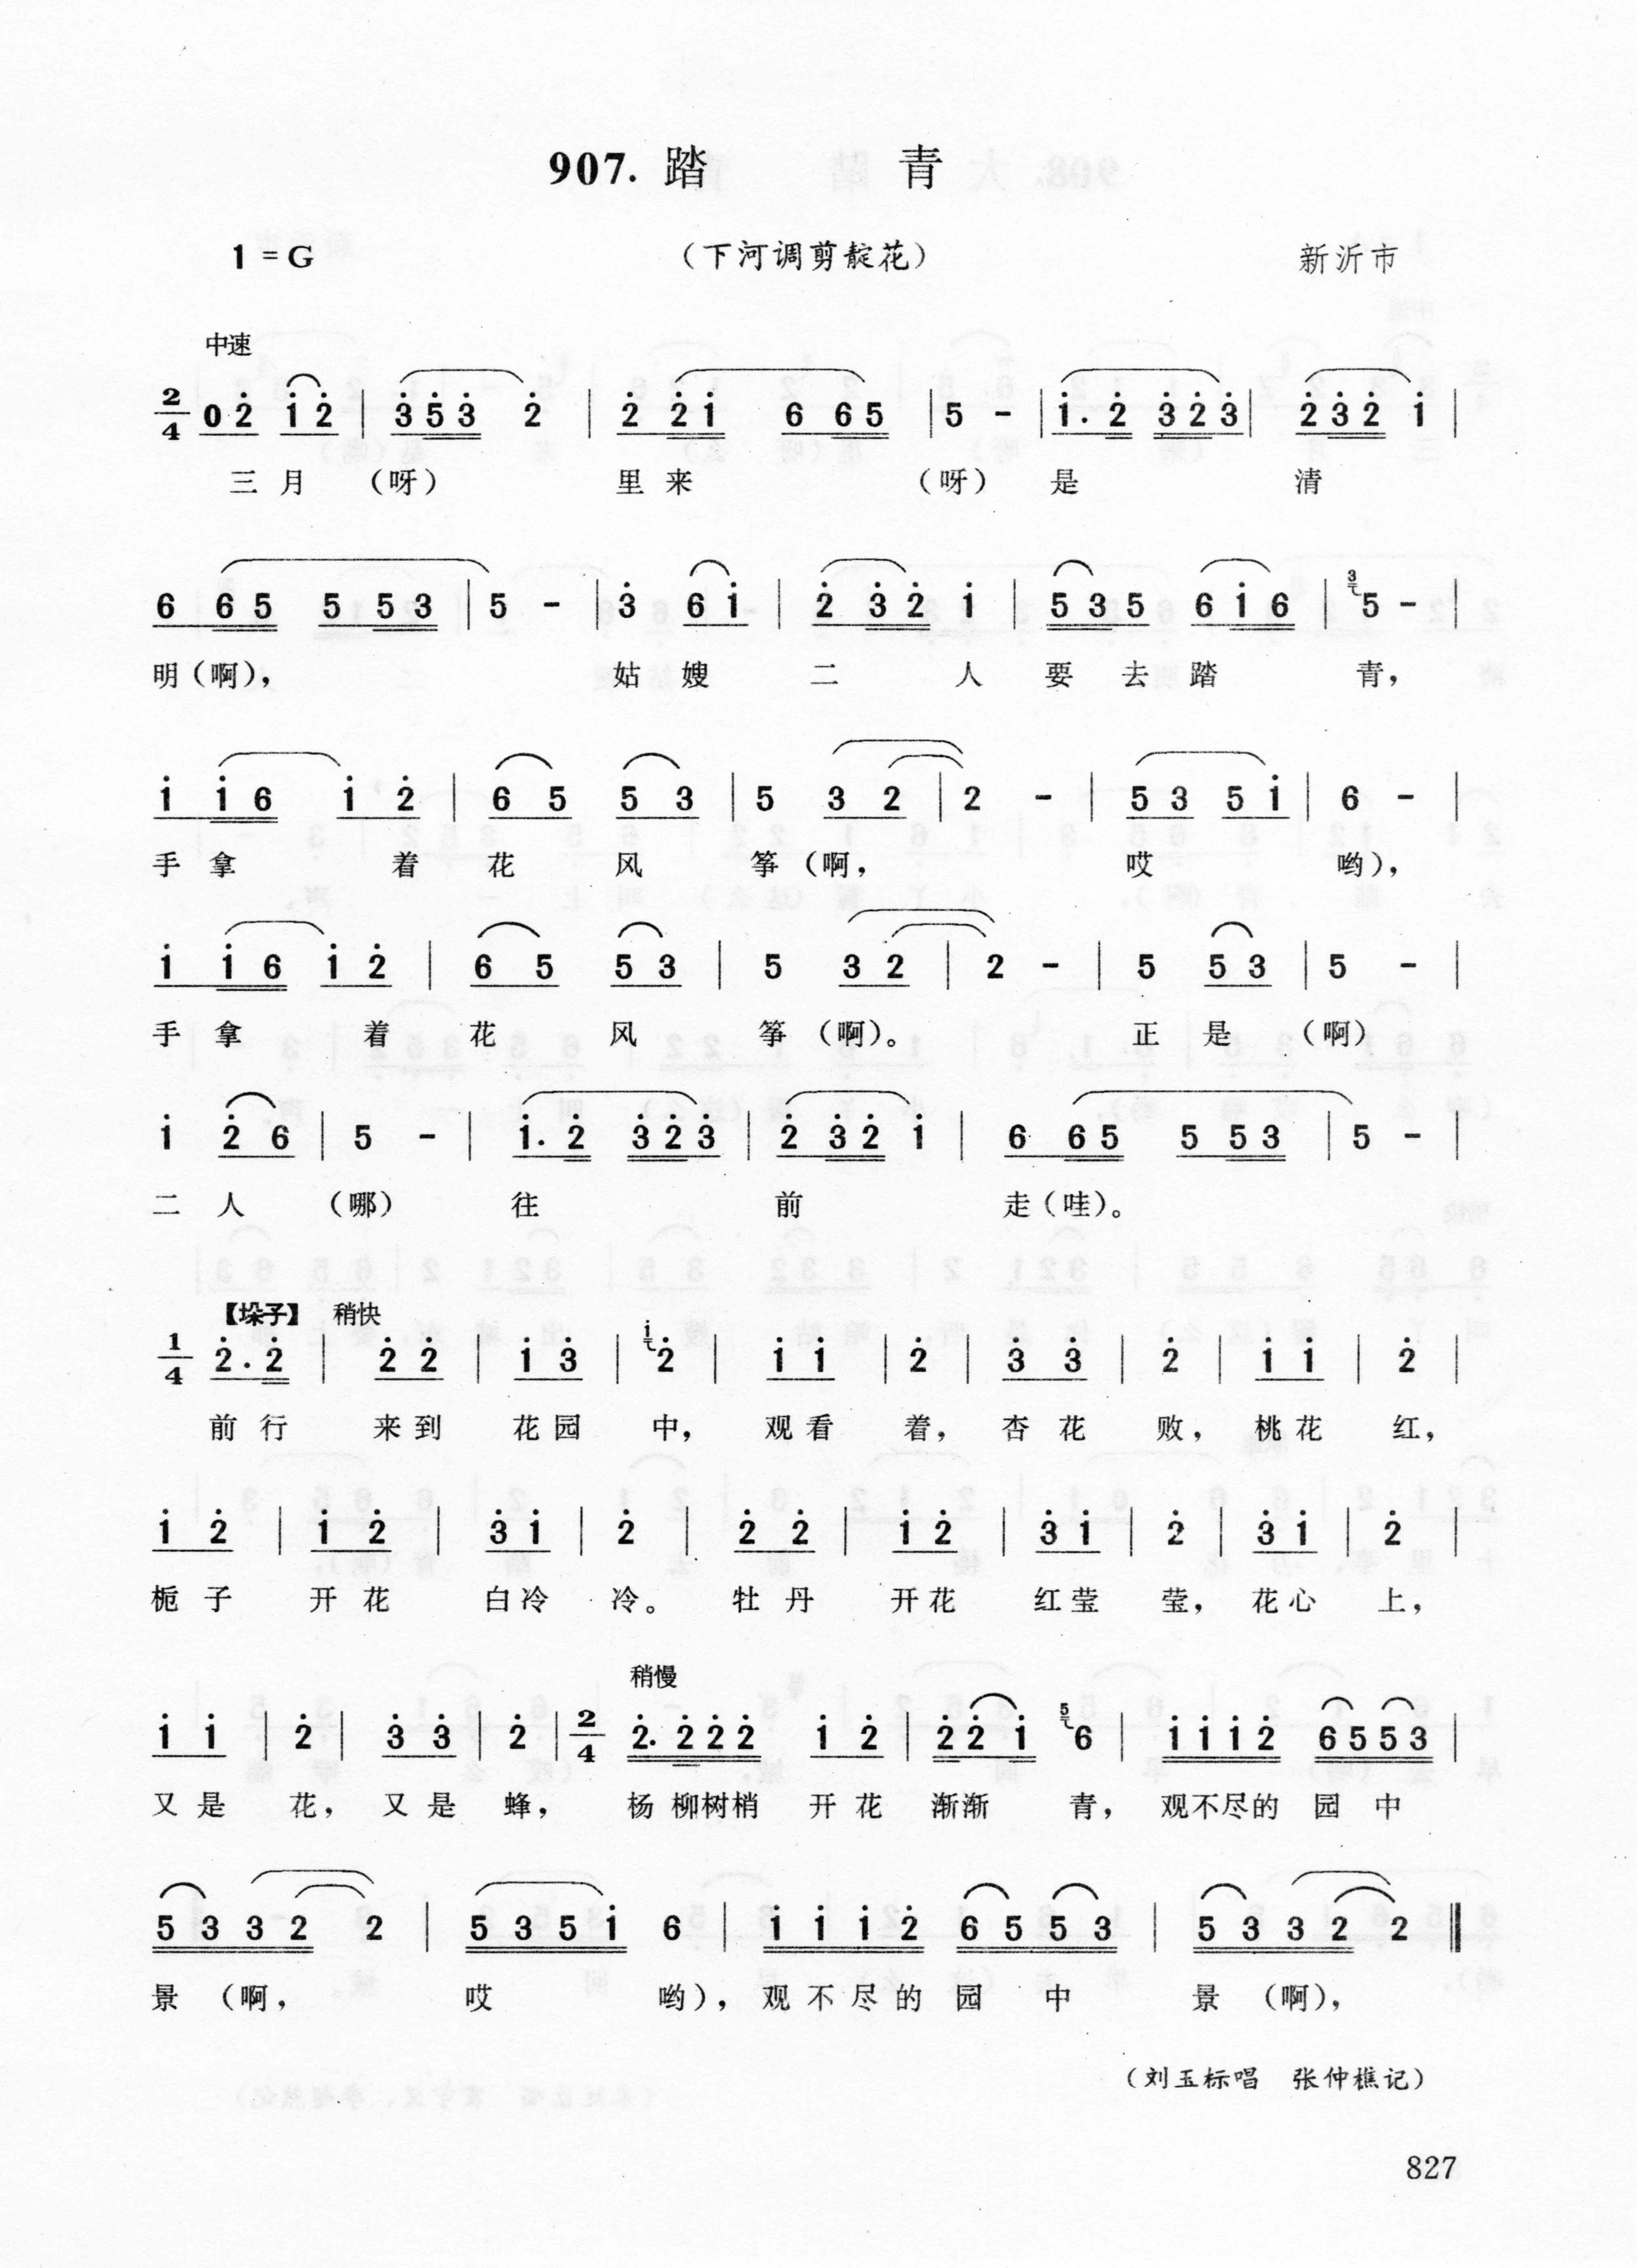 907. 踏 青
1 = G （下河调剪靛花） 新沂市
中速
2/4 0 2̇ 1̇ 2̇ | 3̇ 5̇ 3̇ 2̇ | 2̇ 2̇ 1̇ 6 6 5 | 5 - | 1̇. 2̇ 3̇ 2̇ 3̇ | 2̇ 3̇ 2̇ 1̇ |
三 月 （呀） 里 来 （呀） 是 清
6 6 5 5 5 3 | 5 - | 3̇ 6 1̇ | 2̇ 3̇ 2̇ 1̇ | 5 3 5 6 1̇ 6 | 3 5 - |
明（啊）， 姑 嫂 二 人 要 去 踏 青，
1̇ 1̇ 6 1̇ 2̇ | 6 5 5 3 | 5 3 2 | 2 - | 5 3 5 1̇ | 6 - |
手 拿 着 花 风 筝（啊， 哎 哟），
1̇ 1̇ 6 1̇ 2̇ | 6 5 5 3 | 5 3 2 | 2 - | 5 5 3 | 5 - |
手 拿 着 花 风 筝（啊）。 正 是 （啊）
1̇ 2̇ 6 | 5 - | 1̇. 2̇ 3̇ 2̇ 3̇ | 2̇ 3̇ 2̇ 1̇ | 6 6 5 5 5 3 | 5 - |
二 人 （哪） 往 前 走（哇）。
【垛子】 稍快
1/4 2̇. 2̇ | 2̇ 2̇ | 1̇ 3̇ | 1̇ 2̇ | 1̇ 1̇ | 2̇ | 3̇ 3̇ | 2̇ | 1̇ 1̇ | 2̇ |
前 行 来 到 花 园 中， 观 看 着， 杏 花 败， 桃 花 红，
1̇ 2̇ | 1̇ 2̇ | 3̇ 1̇ | 2̇ | 2̇ 2̇ | 1̇ 2̇ | 3̇ 1̇ | 2̇ | 3̇ 1̇ | 2̇ |
栀 子 开 花 白 冷 冷。 牡 丹 开 花 红 莹 莹， 花 心 上，
稍慢
1̇ 1̇ | 2̇ | 3̇ 3̇ | 2̇ | 2/4 2̇. 2̇ 2̇ 2̇ 1̇ 2̇ | 2̇ 2̇ 1̇ 5 6 | 1̇ 1̇ 1̇ 2̇ 6 5 5 3 |
又 是 花， 又 是 蜂， 杨 柳树梢 开 花 渐渐 青， 观不尽的 园 中
5 3 3 2 2 | 5 3 5 1̇ 6 | 1̇ 1̇ 1̇ 2̇ 6 5 5 3 | 5 3 3 2 2 ‖
景 （啊， 哎 哟）， 观 不 尽 的 园 中 景 （啊），
（刘玉标唱 张仲樵记）
827